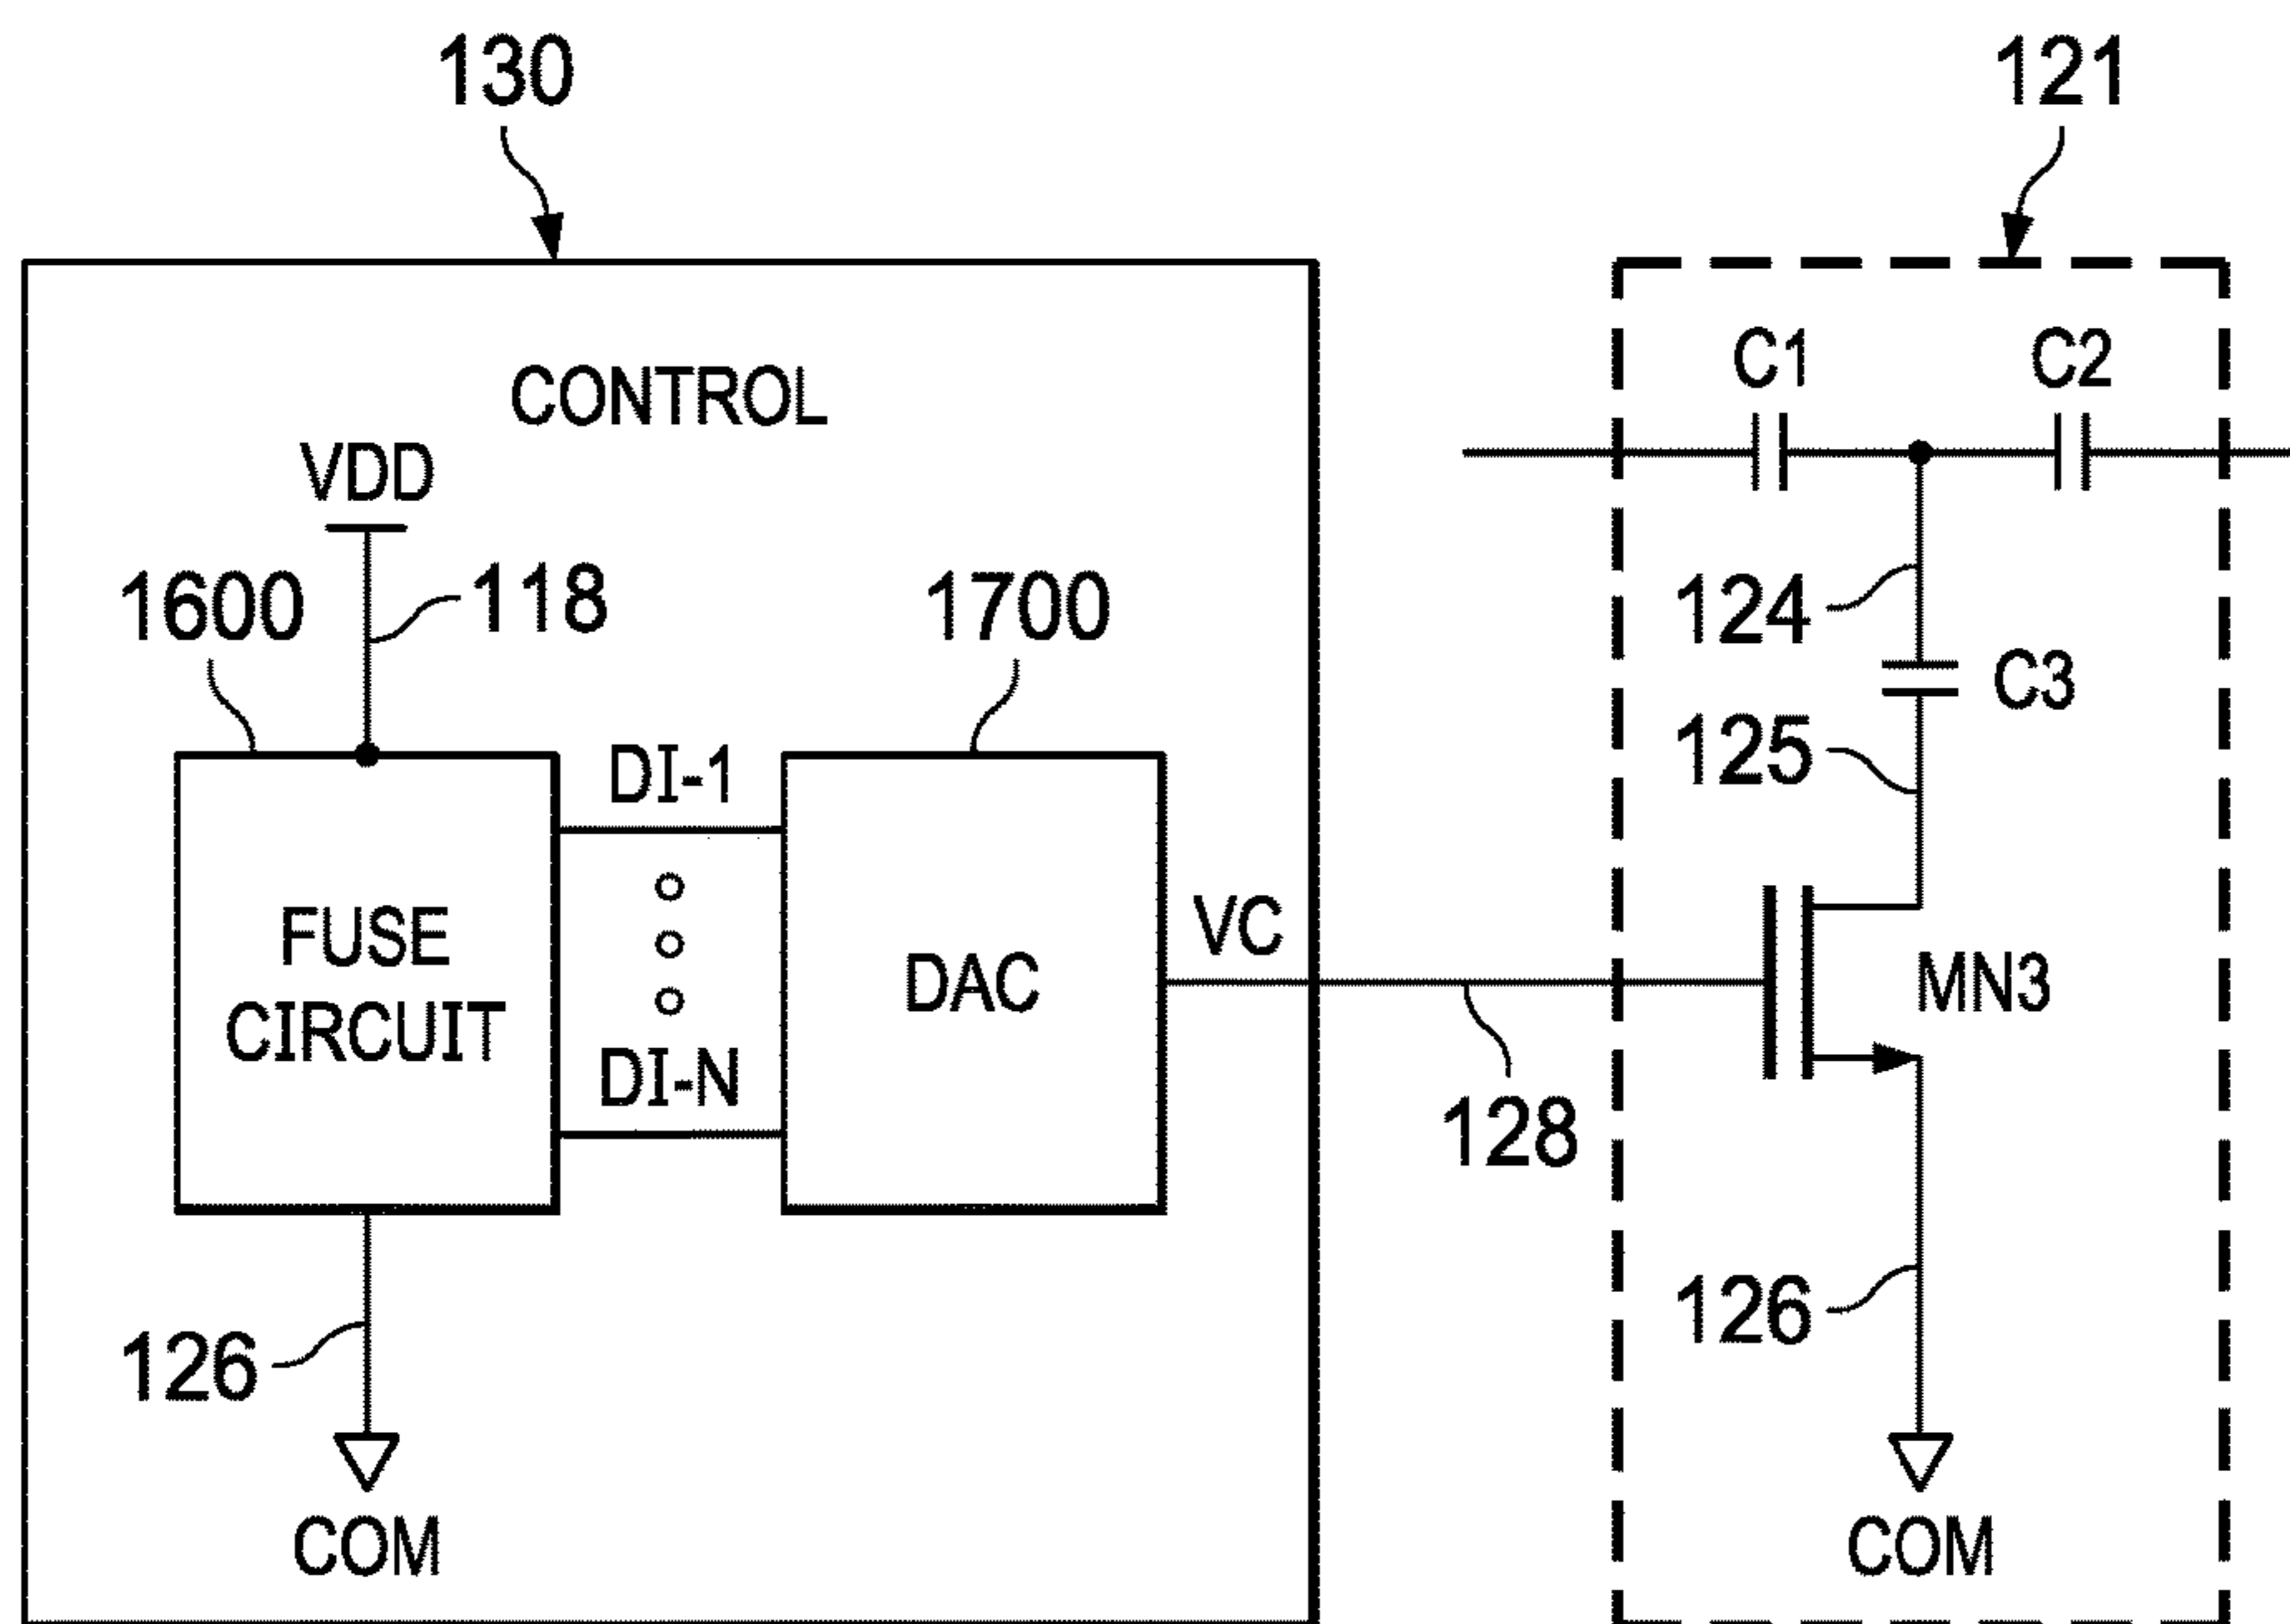 130
121
CONTROL
C1
C2
VDD
1600
118
1700
124
C3
125
DI-1
FUSE
CIRCUIT
DAC
VC
MN3
DI-N
128
126
126
COM
COM